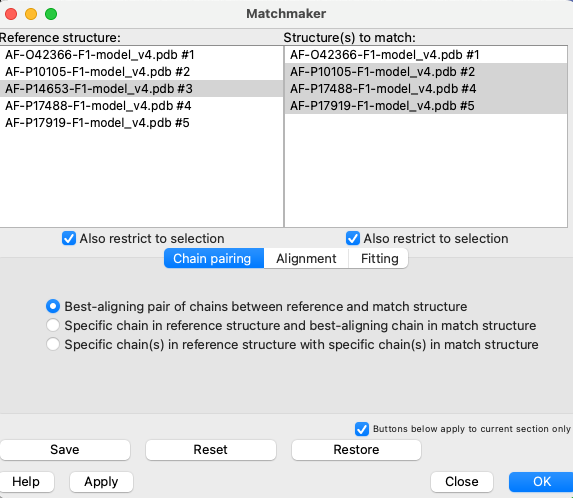 Matchmaker
Reference structure:
Structure(s) to match:
AF-O42366-F1-model_v4.pdb #1
AF-P10105-F1-model_v4.pdb #2
AF-P14653-F1-model_v4.pdb #3
AF-P17488-F1-model_v4.pdb #4
AF-P17919-F1-model_v4.pdb #5
AF-O42366-F1-model_v4.pdb #1
AF-P10105-F1-model_v4.pdb #2
AF-P17488-F1-model_v4.pdb #4
AF-P17919-F1-model_v4.pdb #5
Also restrict to selection
Also restrict to selection
Chain pairing Alignment Fitting
Best-aligning pair of chains between reference and match structure
Specific chain in reference structure and best-aligning chain in match structure
Specific chain(s) in reference structure with specific chain(s) in match structure
Buttons below apply to current section only
Save Reset Restore
Help Apply Close OK